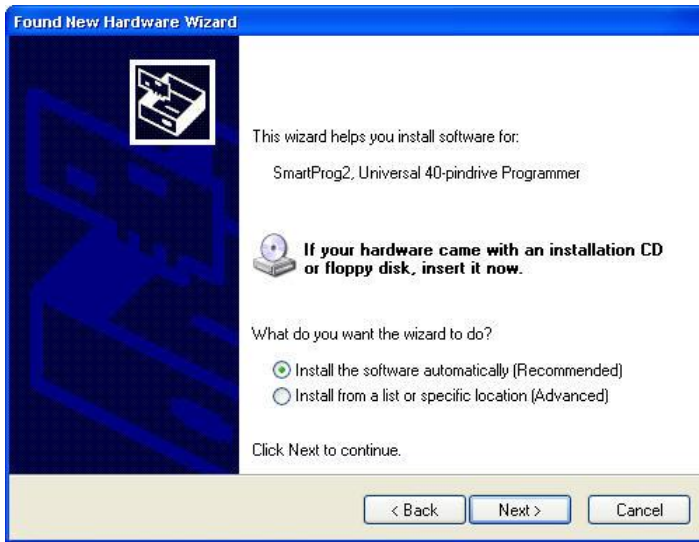 Found New Hardware Wizard
This wizard helps you install software for:
SmartProg2, Universal 40-pindrive Programmer
If your hardware came with an installation CD
or floppy disk, insert it now.
What do you want the wizard to do?
Install the software automatically (Recommended)
Install from a list or specific location (Advanced)
Click Next to continue.
< Back Next > Cancel